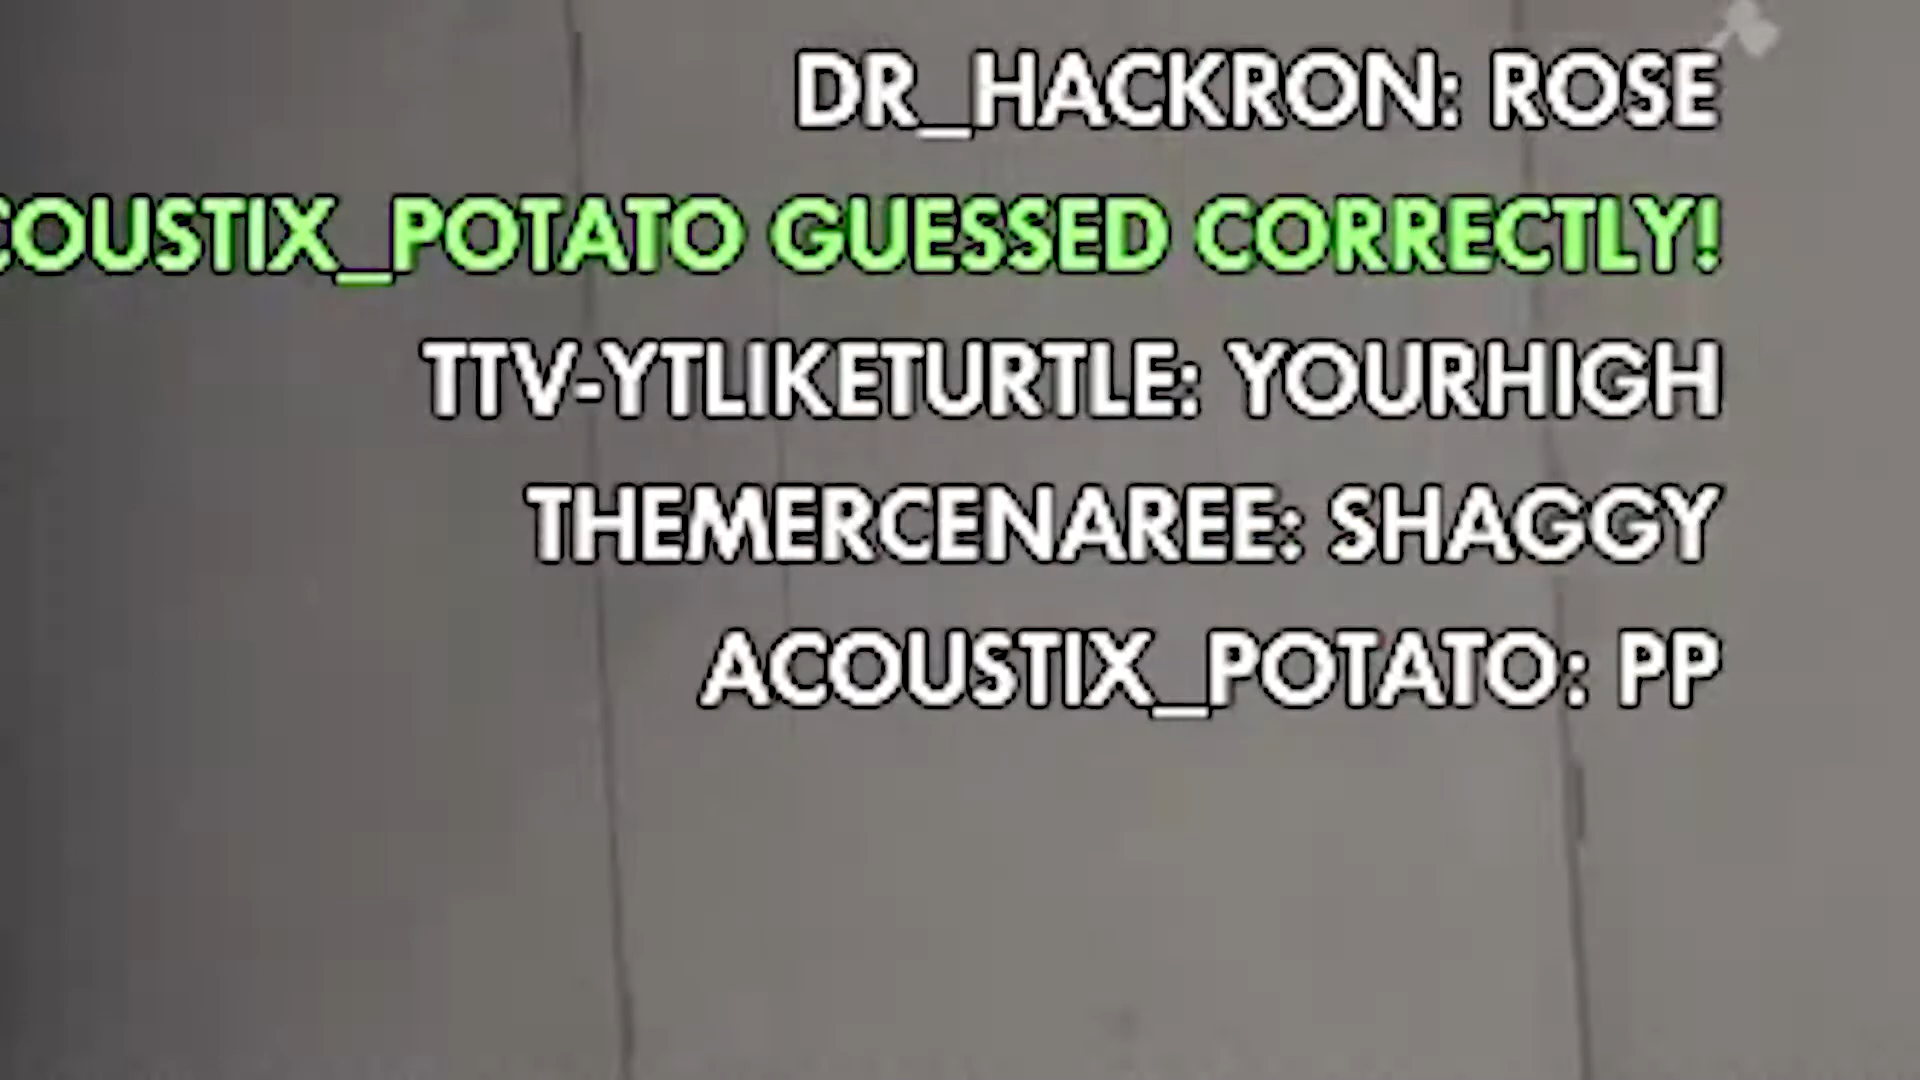 DR_HACKRON: ROSE
COUSTIX_POTATO GUESSED CORRECTLY!
TTV-YTLIKETURTLE: YOURHIGH
THEMERCENAREE: SHAGGY
ACOUSTIX_POTATO: PP